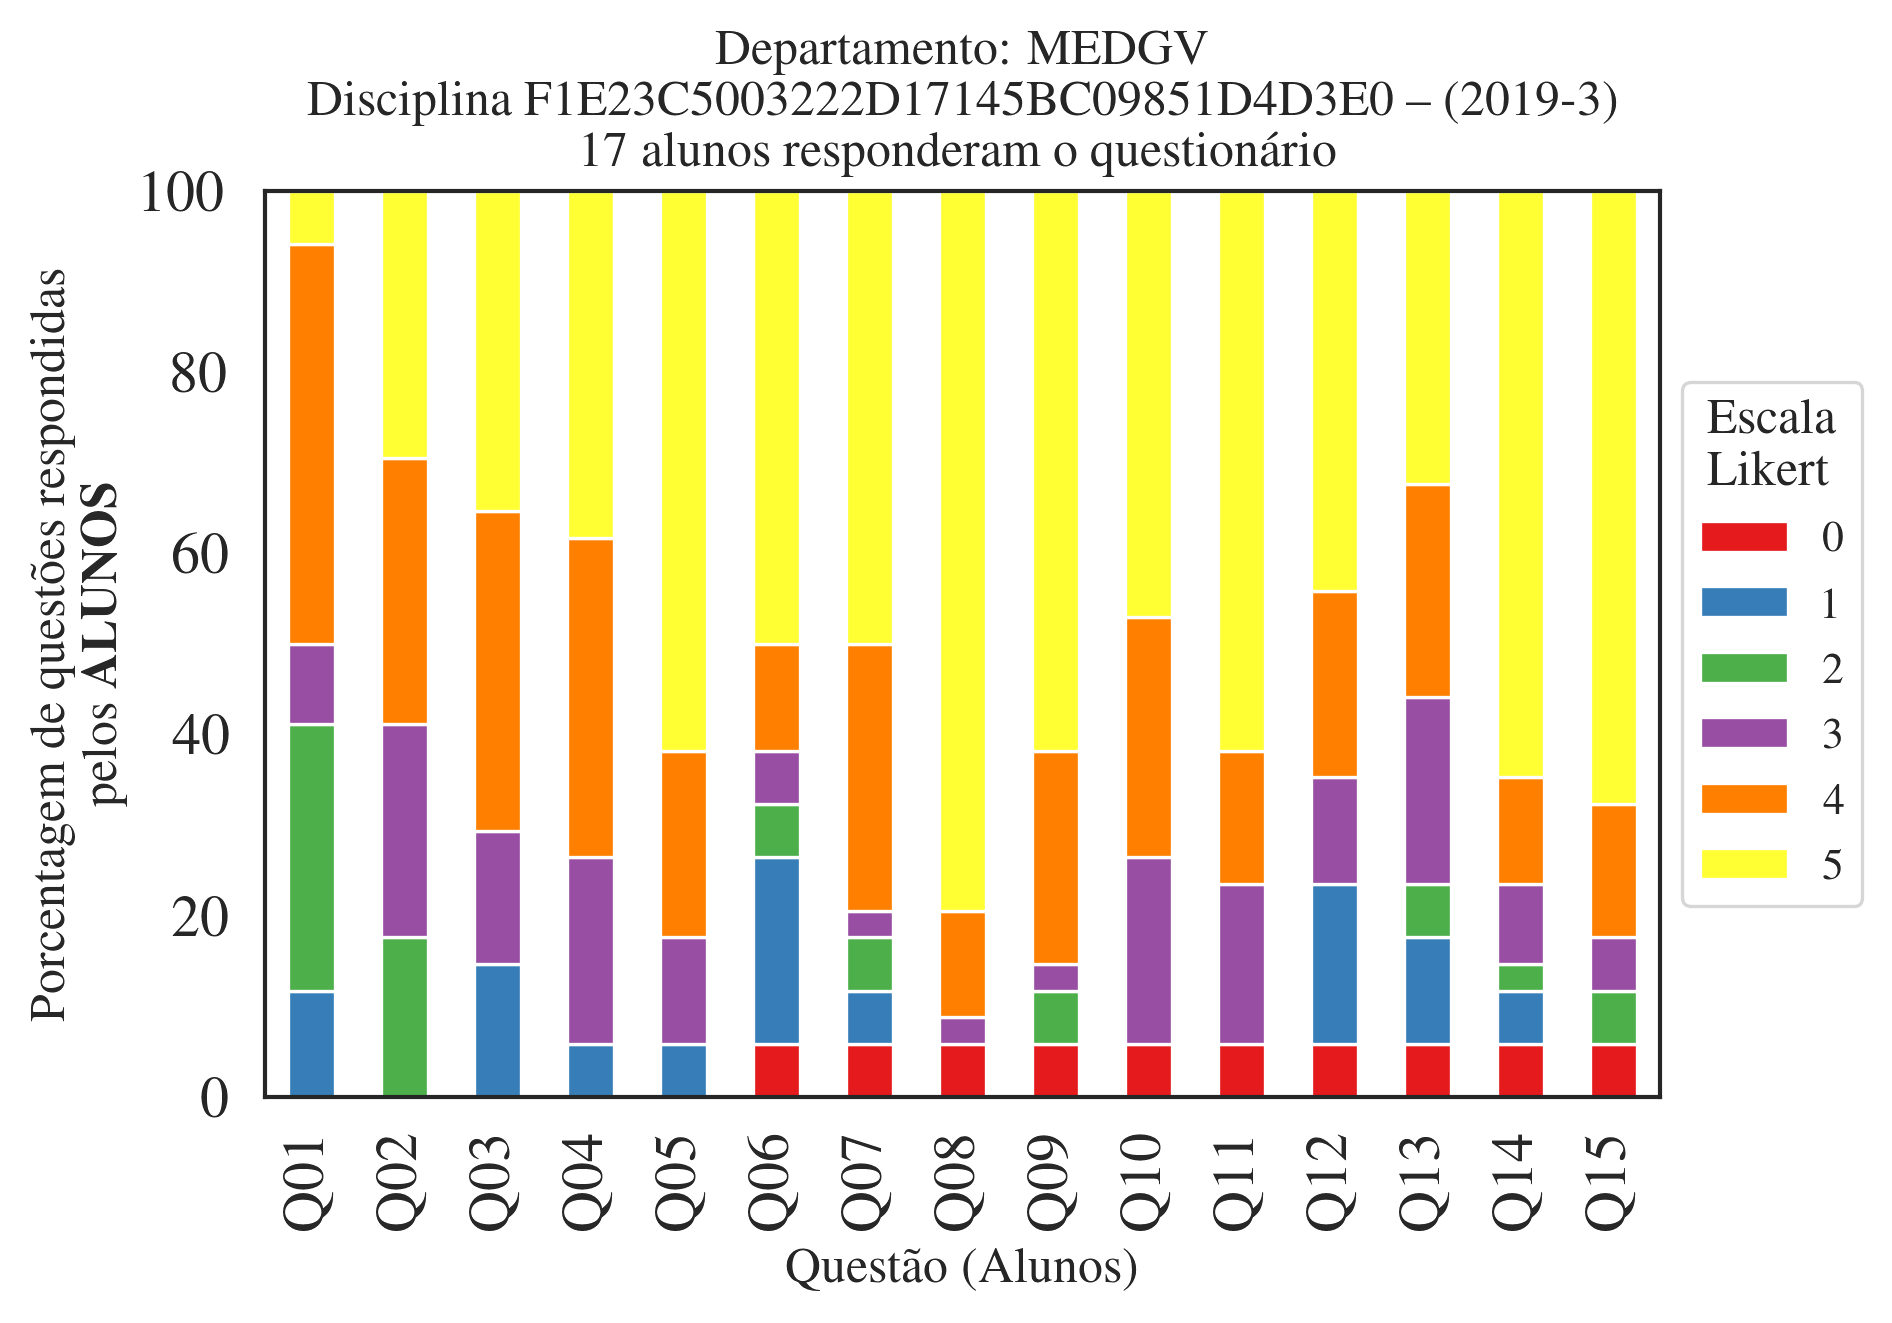 Departamento: MEDGV
Disciplina F1E23C5003222D17145BC09851D4D3E0 – (2019-3)
17 alunos responderam o questionário
Porcentagem de questões respondidas
pelos ALUNOS
100
80
60
40
20
0
Q01
Q02
Q03
Q04
Q05
Q06
Q07
Q08
Q09
Q10
Q11
Q12
Q13
Q14
Q15
Questão (Alunos)
Escala
Likert
0
1
2
3
4
5